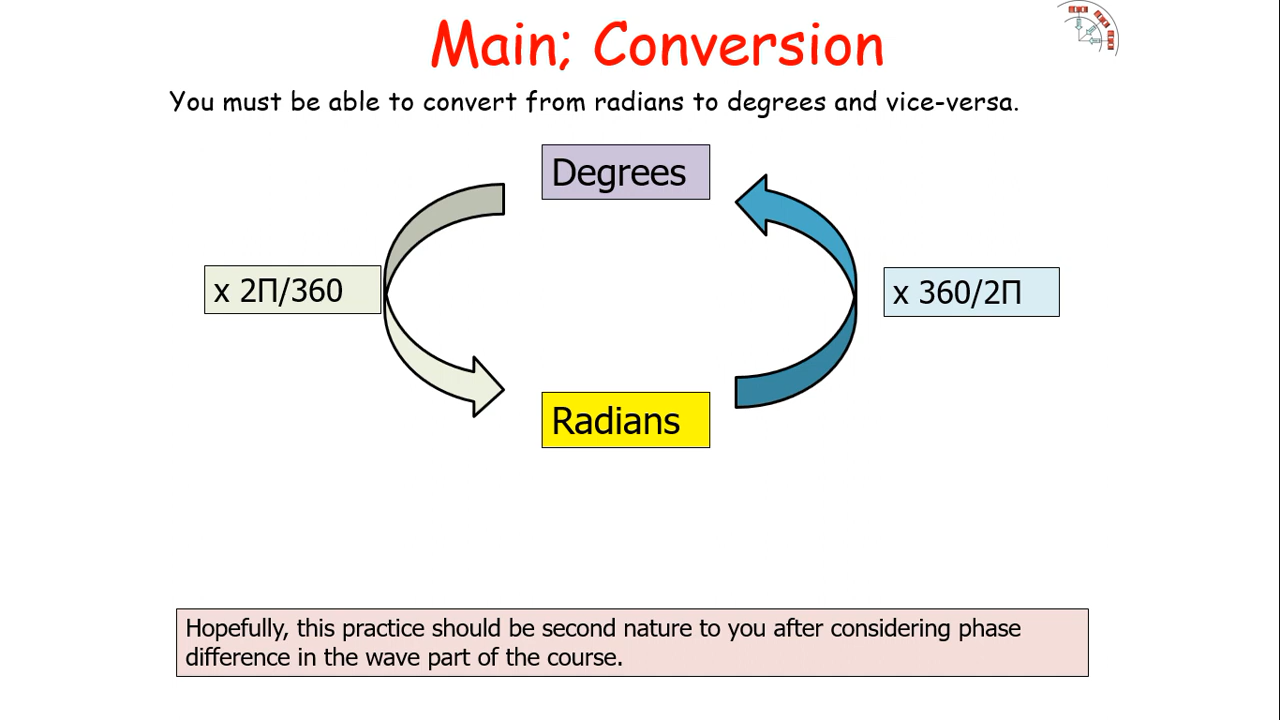 Main; Conversion
You must be able to convert from radians to degrees and vice-versa.
Degrees
x 2Π/360
x 360/2Π
Radians
Hopefully, this practice should be second nature to you after considering phase
difference in the wave part of the course.